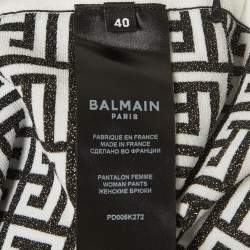 40
BALMAIN
PARIS
FABRIQUE EN FRANCE
MADE IN FRANCE
СДЕЛАНО ВО ФРАНЦИИ
PANTALON FEMME
WOMAN PANTS
ЖЕНСКИЕ БРЮКИ
PD006K272